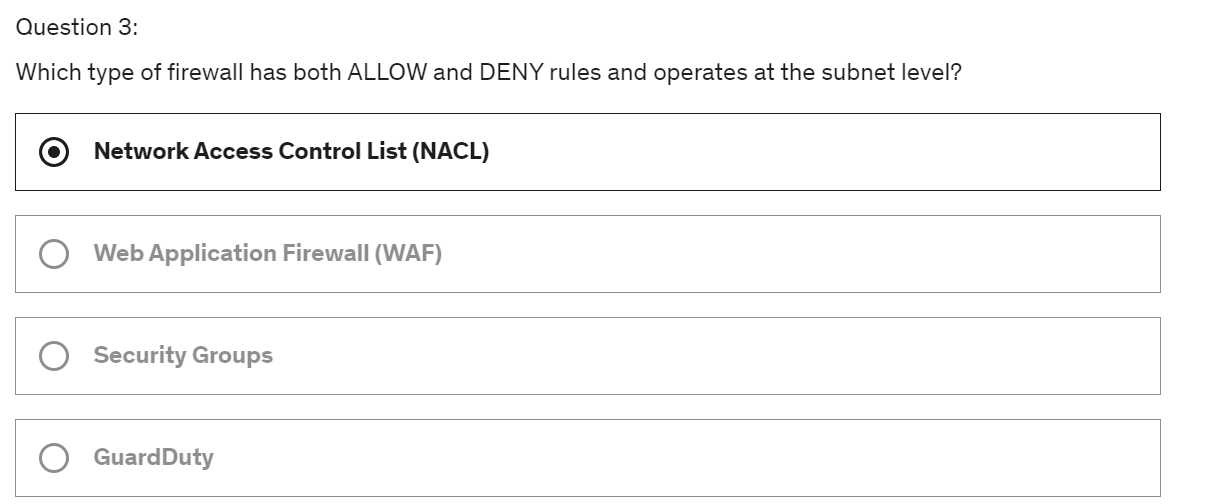 Question 3:
Which type of firewall has both ALLOW and DENY rules and operates at the subnet level?
Network Access Control List (NACL)
Web Application Firewall (WAF)
Security Groups
GuardDuty